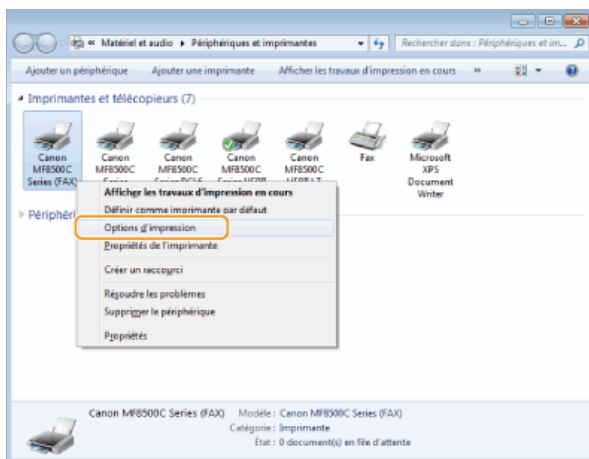 « Matériel et audio ▸ Périphériques et imprimantes
Rechercher dans : Périphériques et im...
Ajouter un périphérique Ajouter une imprimante Afficher les travaux d'impression en cours »
Imprimantes et télécopieurs (7)
Canon MF8500C Series (FAX)
Canon MF8500C
Canon MF8500C
Canon MF8500C
Canon MF8500C
Fax
Microsoft XPS Document Writer
Afficher les travaux d'impression en cours
Définir comme imprimante par défaut
Options d'impression
Propriétés de l'imprimante
Créer un raccourci
Résoudre les problèmes
Supprimer le périphérique
Propriétés
Périphéri
Canon MF8500C Series (FAX) Modèle : Canon MF8500C Series (FAX)
Catégorie : Imprimante
État : 0 document(s) en file d'attente